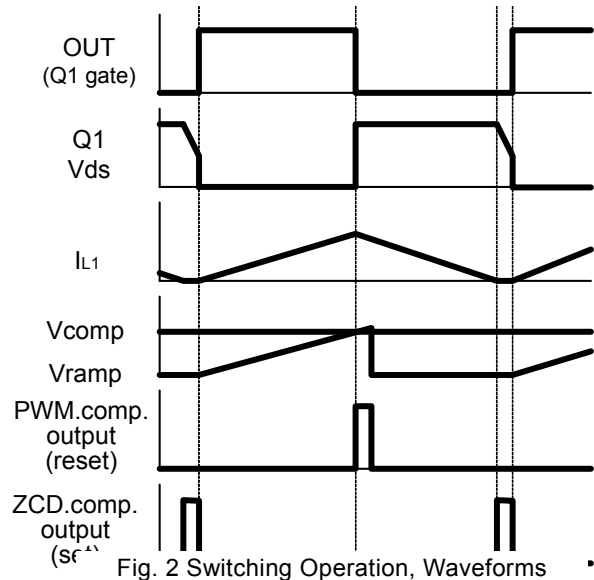 OUT
(Q1 gate)
Q1
Vds
IL1
Vcomp
Vramp
PWM.comp.
output
(reset)
ZCD.comp.
output
Fig. 2 Switching Operation, Waveforms